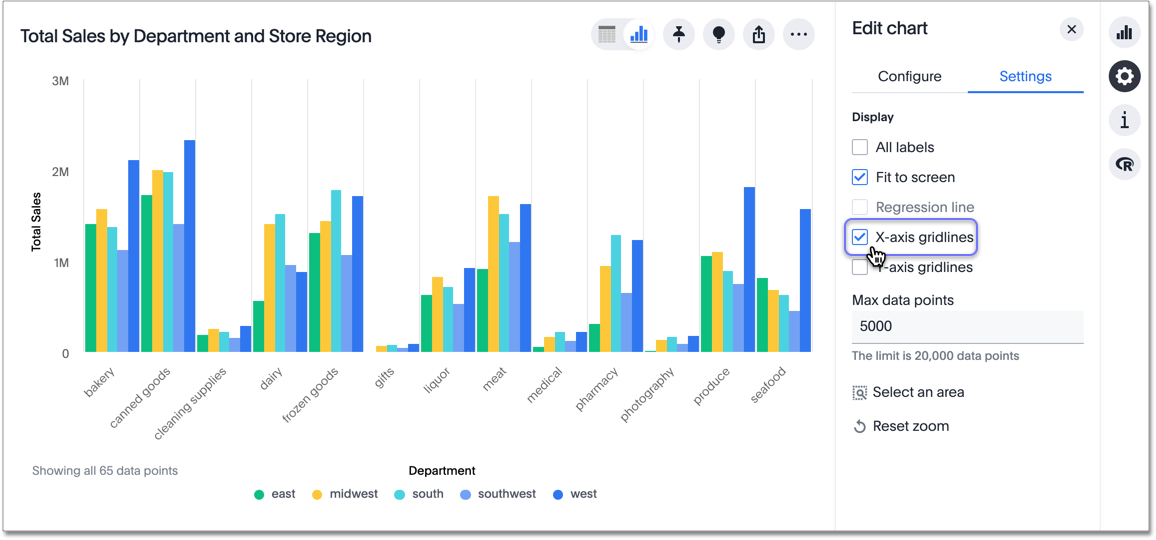 Total Sales by Department and Store Region
Edit chart
Configure
Settings
Display
All labels
Fit to screen
Regression line
X-axis gridlines
Y-axis gridlines
Max data points
5000
The limit is 20,000 data points
Select an area
Reset zoom
i
R
Total Sales
3M
2M
1M
0
bakery
canned goods
cleaning supplies
dairy
frozen goods
gifts
liquor
meat
medical
pharmacy
photography
produce
seafood
Showing all 65 data points
Department
east
midwest
south
southwest
west